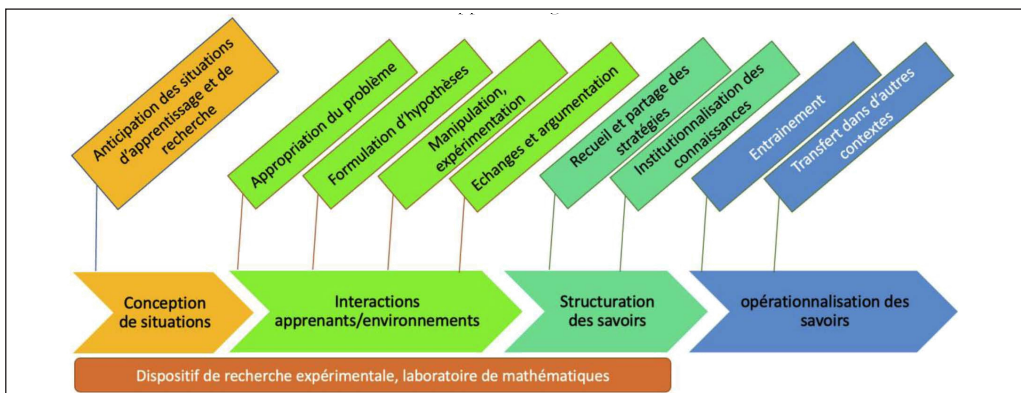 Anticipation des situations
d'apprentissage et de
recherche
Appropriation du problème
Formulation d'hypothèses
Manipulation,
expérimentation
Echanges et argumentation
Recueil et partage des
stratégies
Institutionnalisation des
connaissances
Entrainement
Transfert dans d'autres
contextes
Conception
de situations
Interactions
apprenants/environnements
Structuration
des savoirs
opérationnalisation des
savoirs
Dispositif de recherche expérimentale, laboratoire de mathématiques